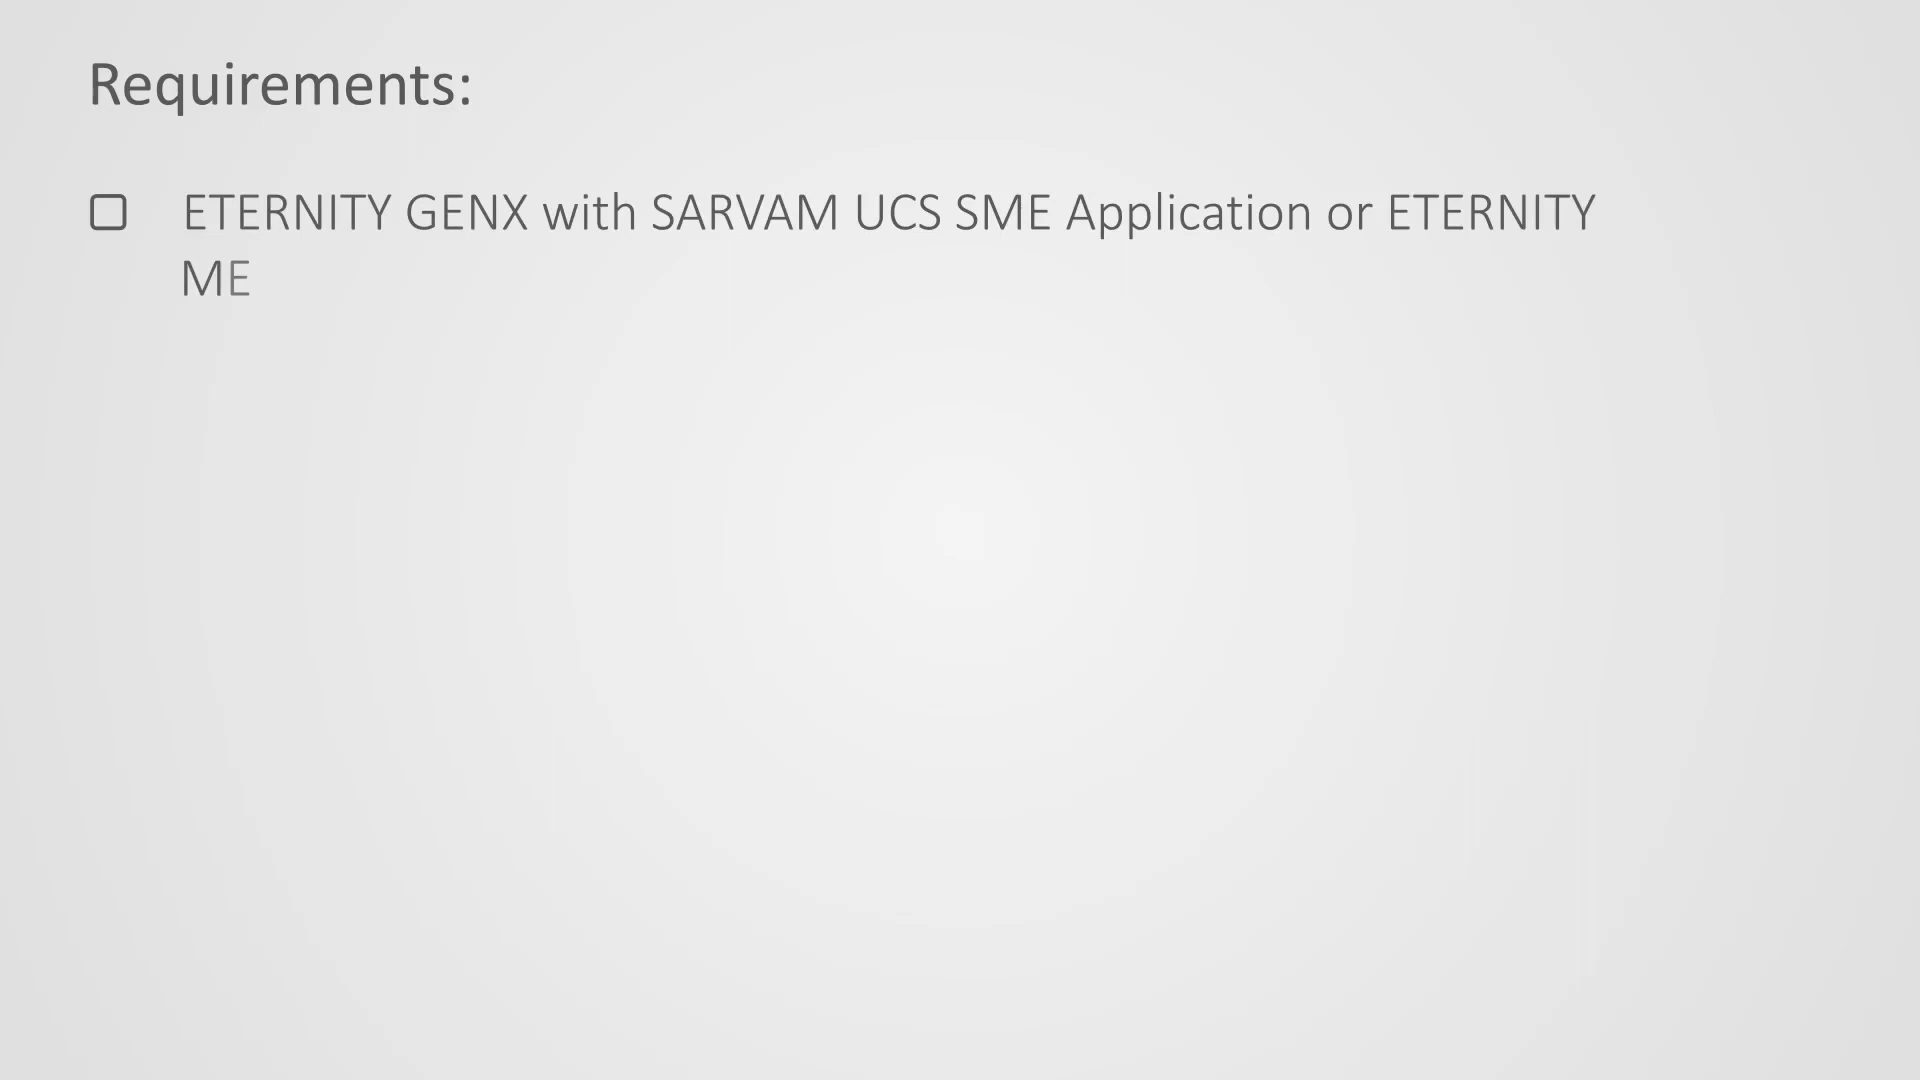 Requirements:
ETERNITY GENX with SARVAM UCS SME Application or ETERNITY
ME